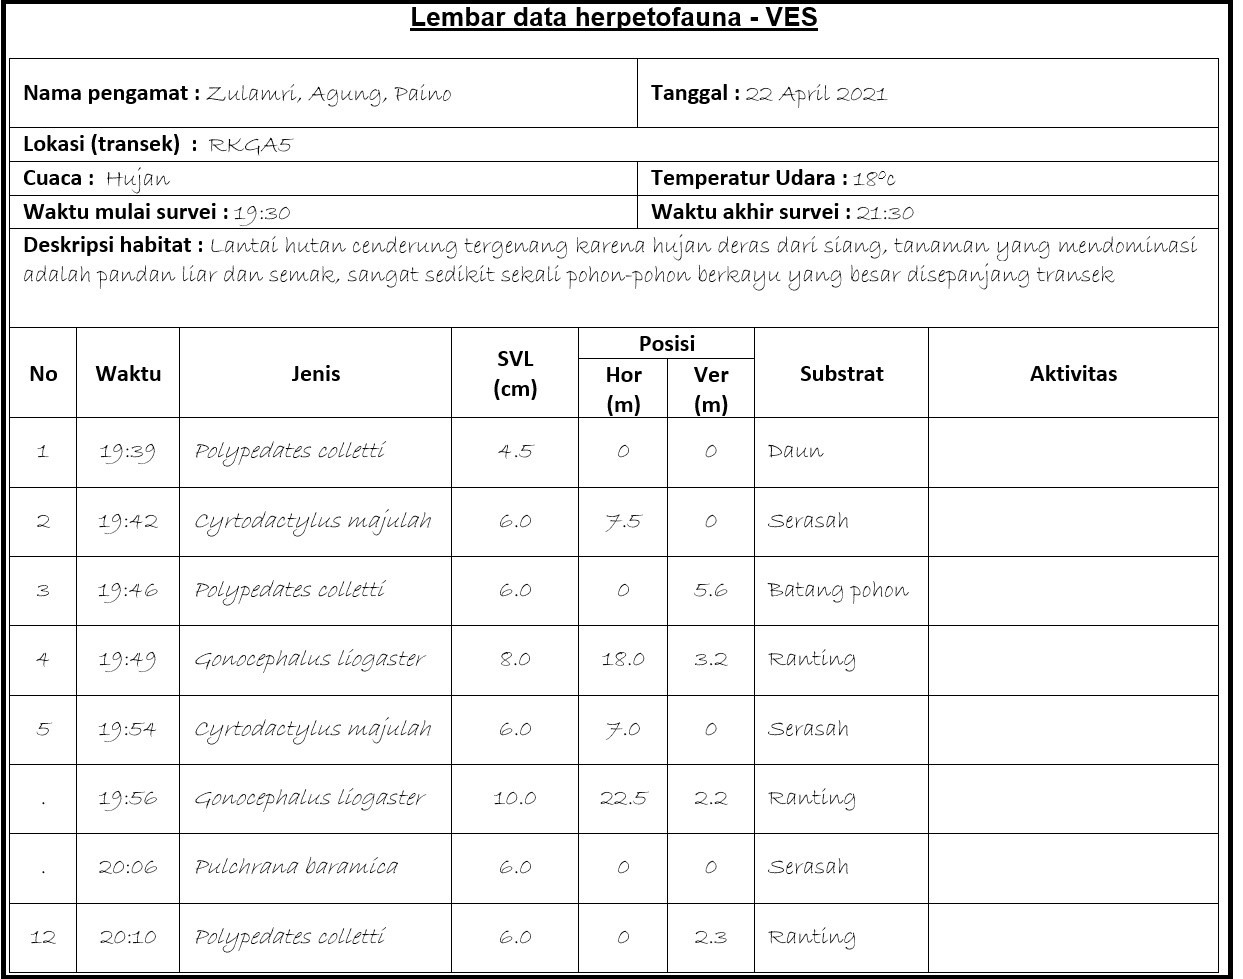 Lembar data herpetofauna - VES
Nama pengamat : Zulamri, Agung, Paino
Tanggal : 22 April 2021
Lokasi (transek) : RKGA5
Cuaca : Hujan
Temperatur Udara : 18°c
Waktu mulai survei : 19:30
Waktu akhir survei : 21:30
Deskripsi habitat : Lantai hutan cenderung tergenang karena hujan deras dari siang, tanaman yang mendominasi
adalah pandan liar dan semak, sangat sedikit sekali pohon-pohon berkayu yang besar disepanjang transek
No Waktu Jenis SVL (cm) Posisi Hor (m) Ver (m) Substrat Aktivitas
1 19:39 Polypedates colletti 4.5 0 0 Daun
2 19:42 Cyrtodactylus majulah 6.0 7.5 0 Serasah
3 19:46 Polypedates colletti 6.0 0 5.6 Batang pohon
4 19:49 Gonocephalus liogaster 8.0 18.0 3.2 Ranting
5 19:54 Cyrtodactylus majulah 6.0 7.0 0 Serasah
. 19:56 Gonocephalus liogaster 10.0 22.5 2.2 Ranting
. 20:06 Pulchrana baramica 6.0 0 0 Serasah
12 20:10 Polypedates colletti 6.0 0 2.3 Ranting